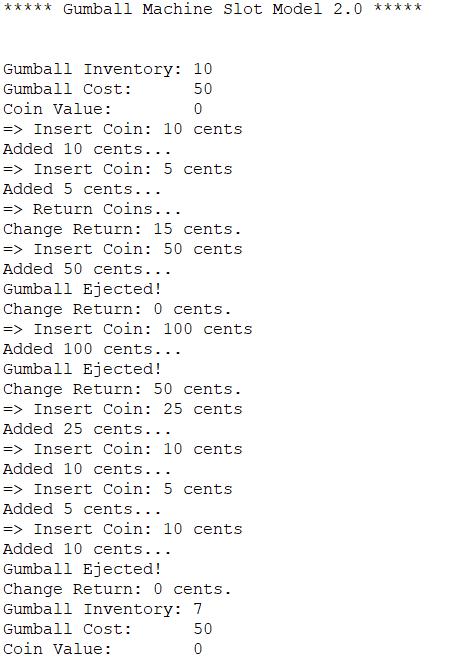 ***** Gumball Machine Slot Model 2.0 *****
Gumball Inventory: 10
Gumball Cost: 50
Coin Value: 0
=> Insert Coin: 10 cents
Added 10 cents...
=> Insert Coin: 5 cents
Added 5 cents...
=> Return Coins...
Change Return: 15 cents.
=> Insert Coin: 50 cents
Added 50 cents...
Gumball Ejected!
Change Return: 0 cents.
=> Insert Coin: 100 cents
Added 100 cents...
Gumball Ejected!
Change Return: 50 cents.
=> Insert Coin: 25 cents
Added 25 cents...
=> Insert Coin: 10 cents
Added 10 cents...
=> Insert Coin: 5 cents
Added 5 cents...
=> Insert Coin: 10 cents
Added 10 cents...
Gumball Ejected!
Change Return: 0 cents.
Gumball Inventory: 7
Gumball Cost: 50
Coin Value: 0